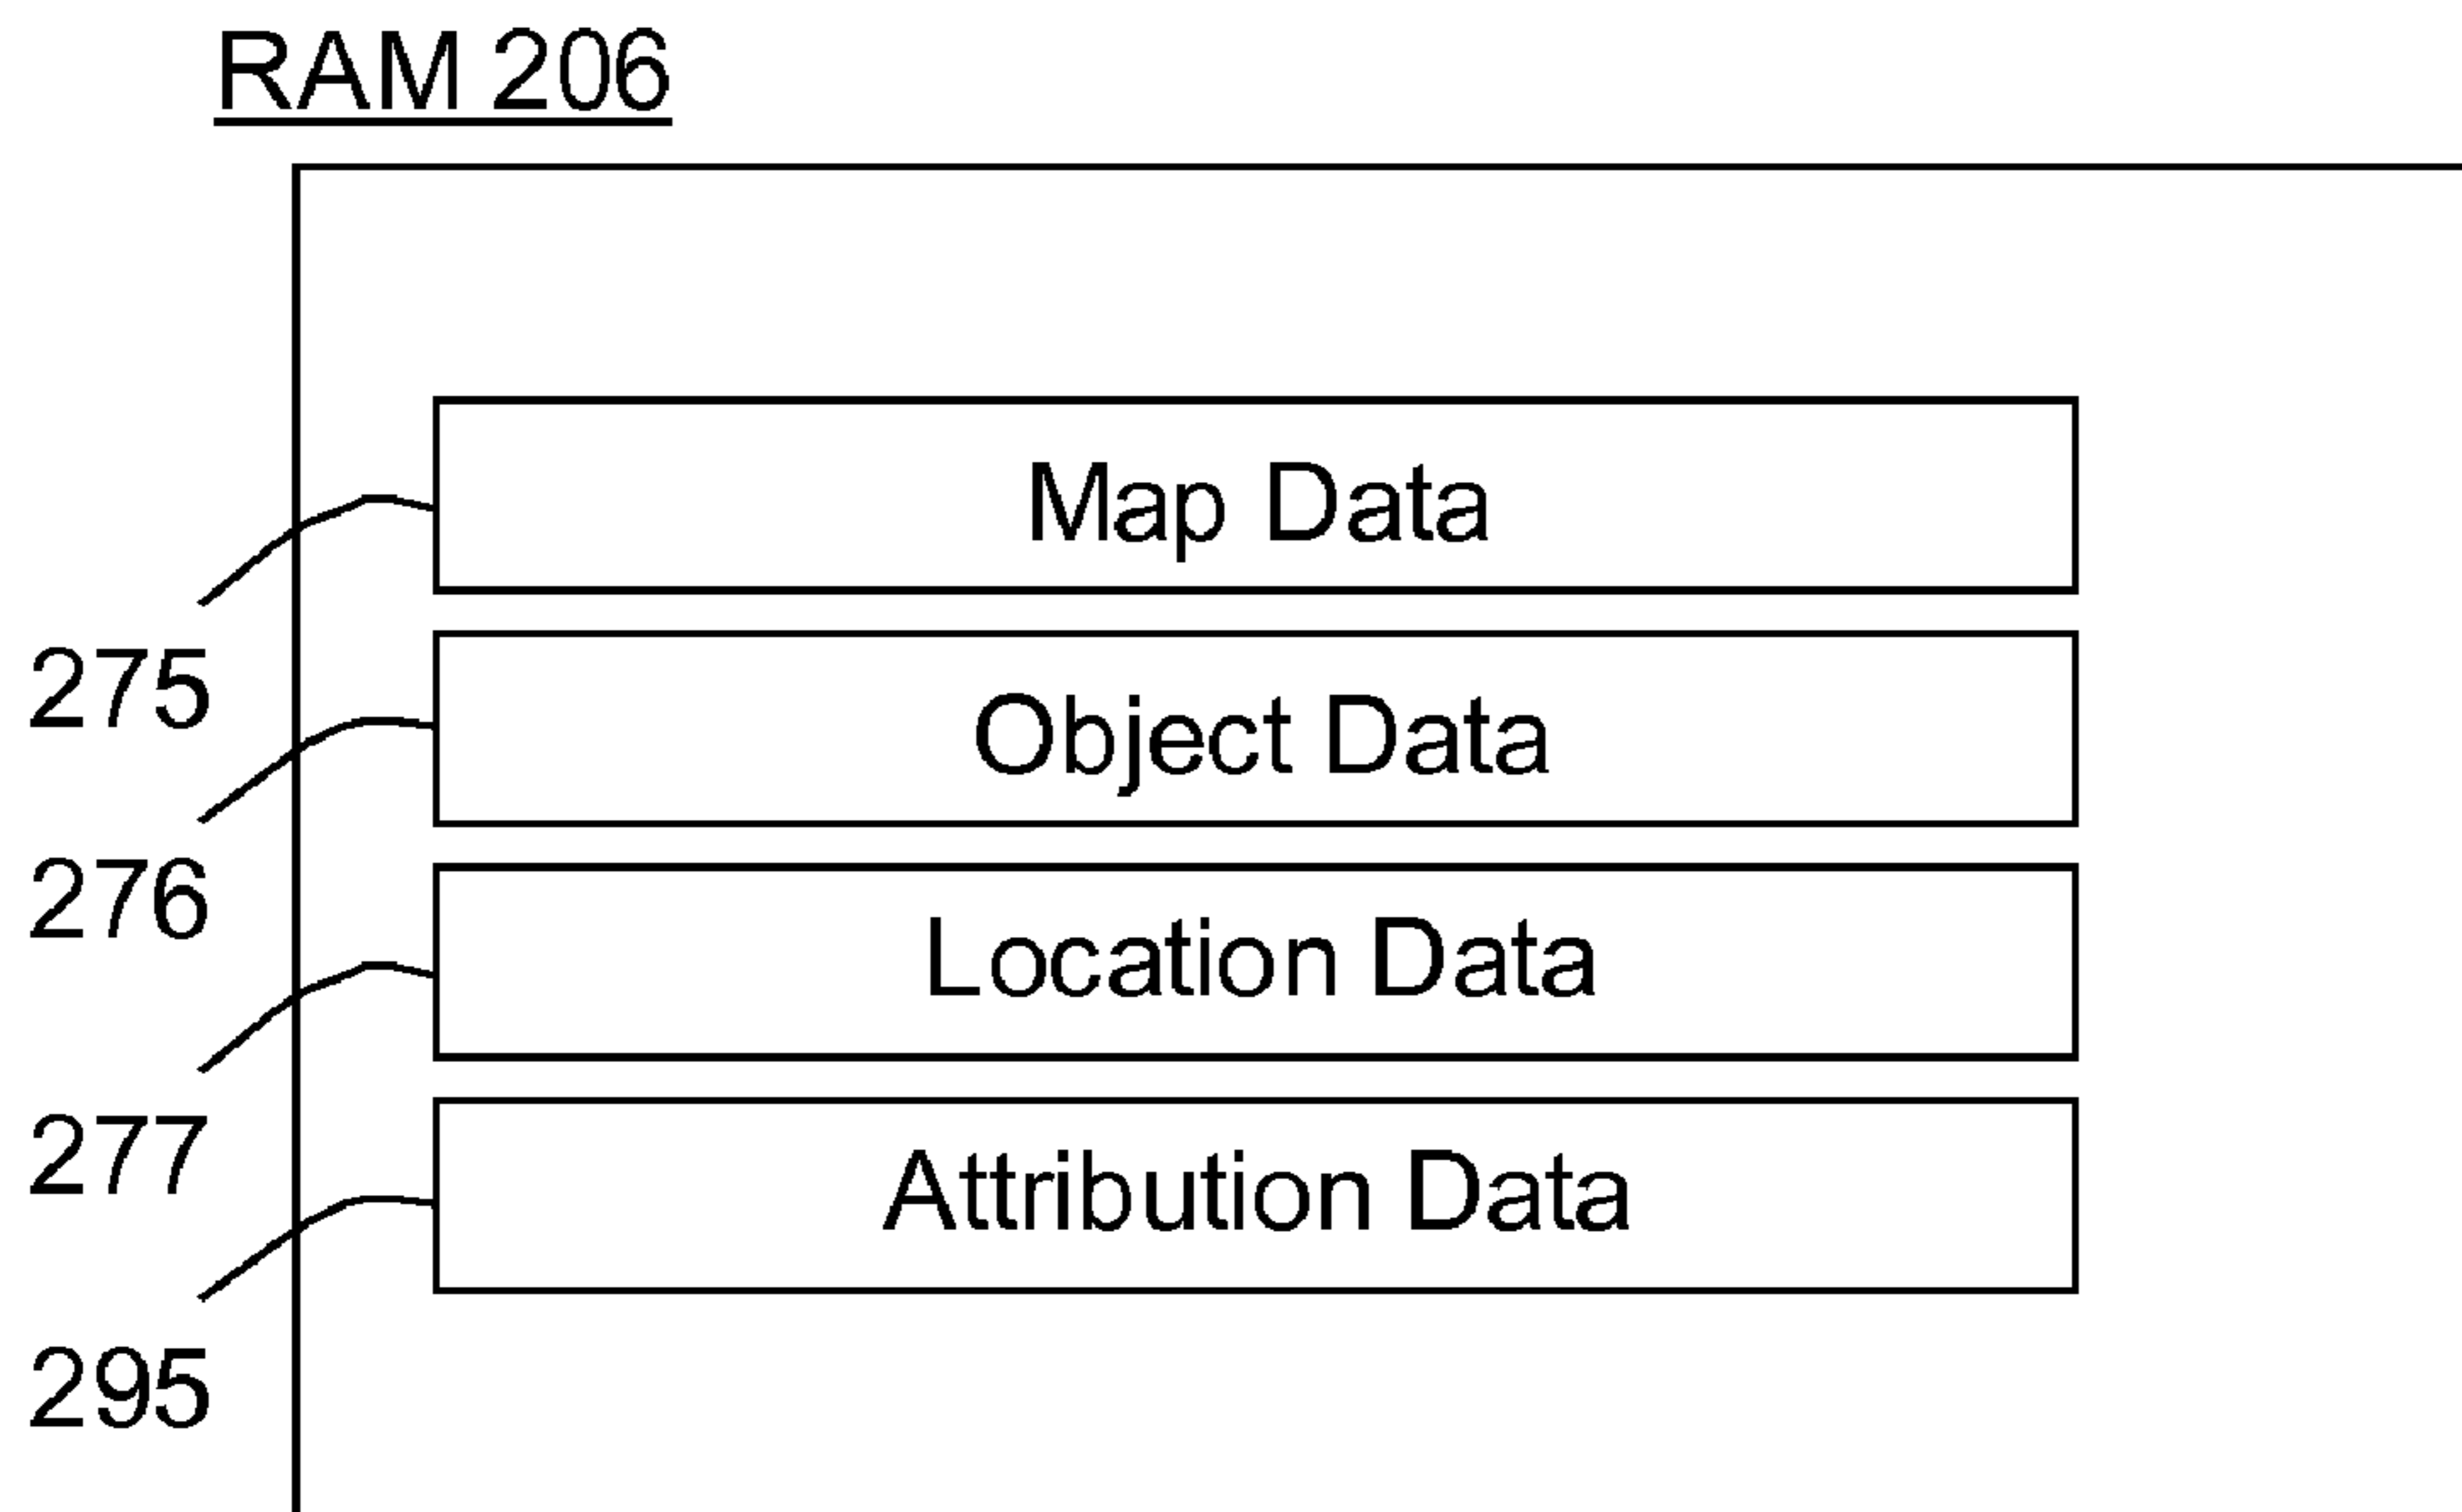 RAM 206
Map Data
275
Object Data
276
Location Data
277
Attribution Data
295